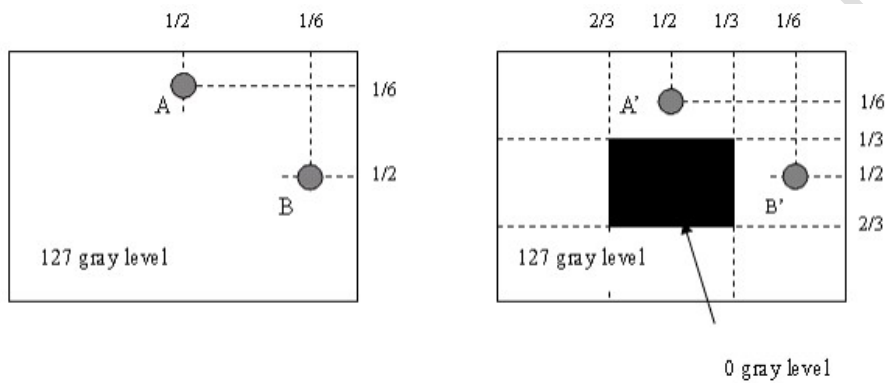 1/2 1/6
2/3 1/2 1/3 1/6
A
1/6
B
1/2
127 gray level
A’
1/6
1/3
B’
1/2
2/3
127 gray level
0 gray level